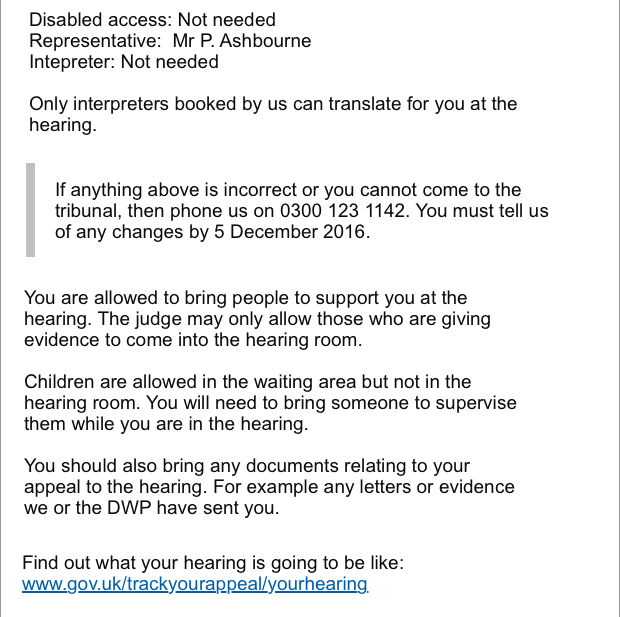 Disabled access: Not needed
Representative:  Mr P. Ashbourne
Intepreter: Not needed
Only interpreters booked by us can translate for you at the
hearing.
If anything above is incorrect or you cannot come to the
tribunal, then phone us on 0300 123 1142. You must tell us
of any changes by 5 December 2016.
You are allowed to bring people to support you at the
hearing. The judge may only allow those who are giving
evidence to come into the hearing room.
Children are allowed in the waiting area but not in the
hearing room. You will need to bring someone to supervise
them while you are in the hearing.
You should also bring any documents relating to your
appeal to the hearing. For example any letters or evidence
we or the DWP have sent you.
Find out what your hearing is going to be like:
www.gov.uk/trackyourappeal/yourhearing